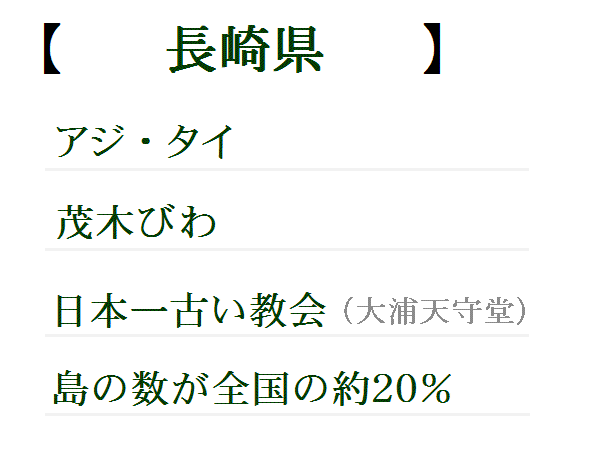 【 長崎県 】
アジ・タイ
茂木びわ
日本一古い教会（大浦天守堂）
島の数が全国の約20％